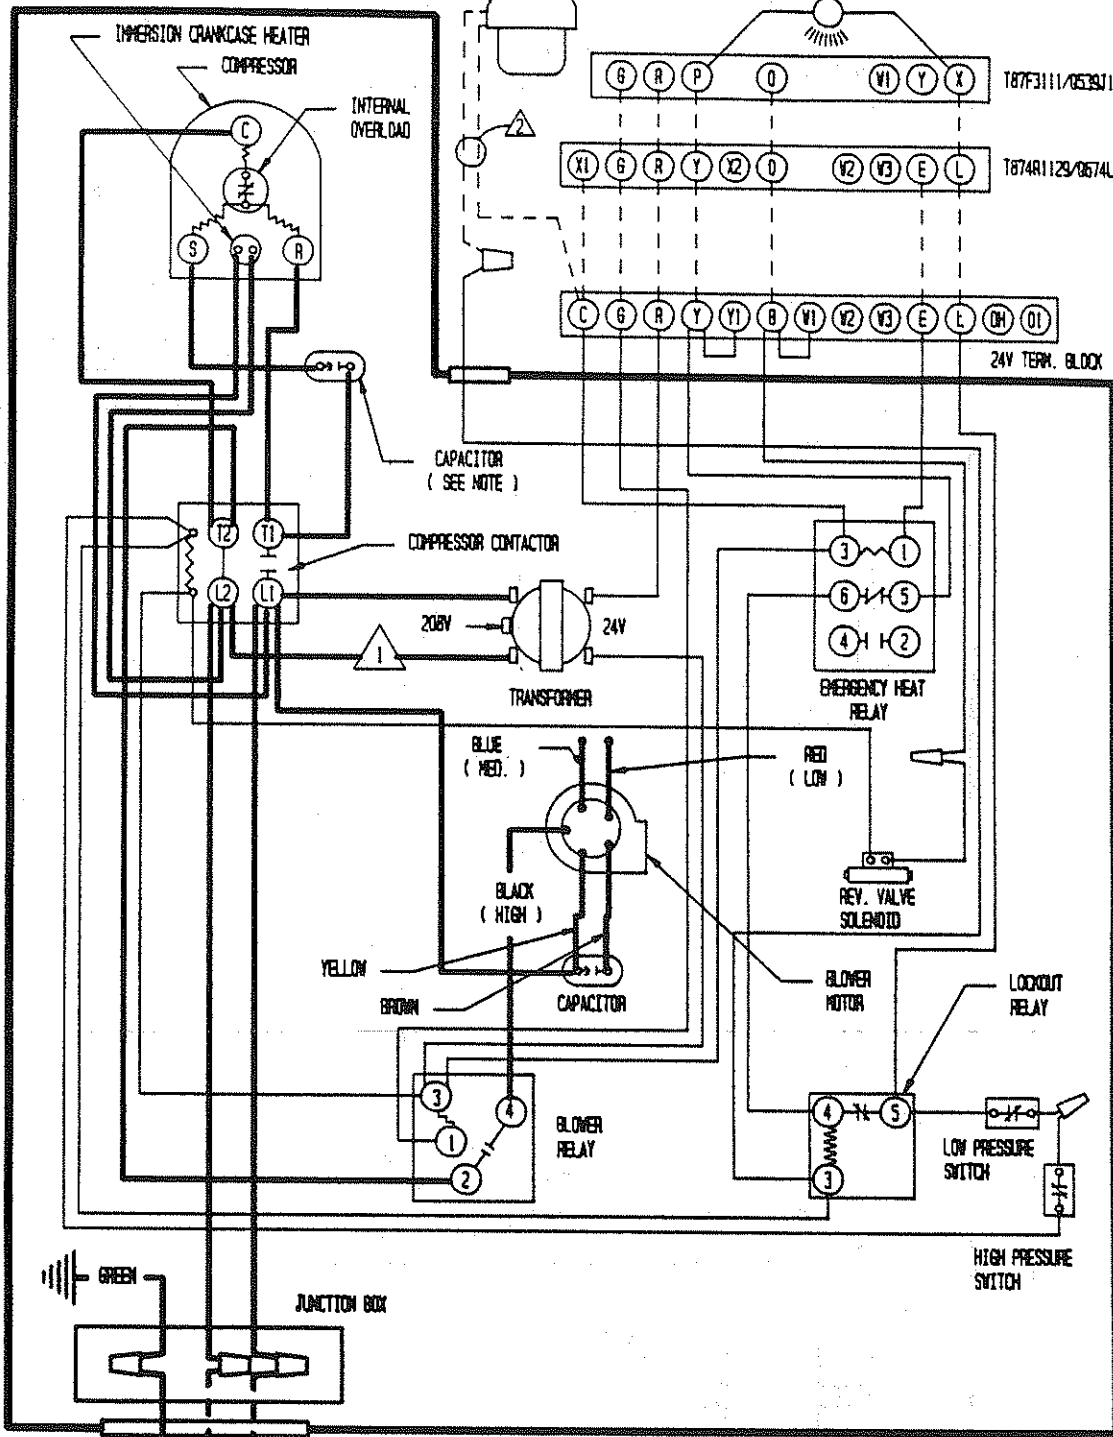 IMMERSION CRANKCASE HEATER
COMPRESSOR
INTERNAL
OVERLOAD
C
S
R
2
G R P O W1 Y X
X1 G R Y X2 O W2 W3 E L
T874R1129/Q674L
C G R Y Y1 B W1 W2 W3 E L OH O1
24V TERM. BLOCK
CAPACITOR
( SEE NOTE )
T2 T1
L2 L1
COMPRESSOR CONTACTOR
208V
24V
1
TRANSFORMER
3 1
6 5
4 2
EMERGENCY HEAT
RELAY
BLUE
( MED. )
RED
( LOW )
BLACK
( HIGH )
REV. VALVE
SOLENOID
YELLOW
BROWN
CAPACITOR
BLOWER
MOTOR
LOCKOUT
RELAY
3
4
1
2
BLOWER
RELAY
4 5
3
LOW PRESSURE
SWITCH
HIGH PRESSURE
SWITCH
GREEN
JUNCTION BOX